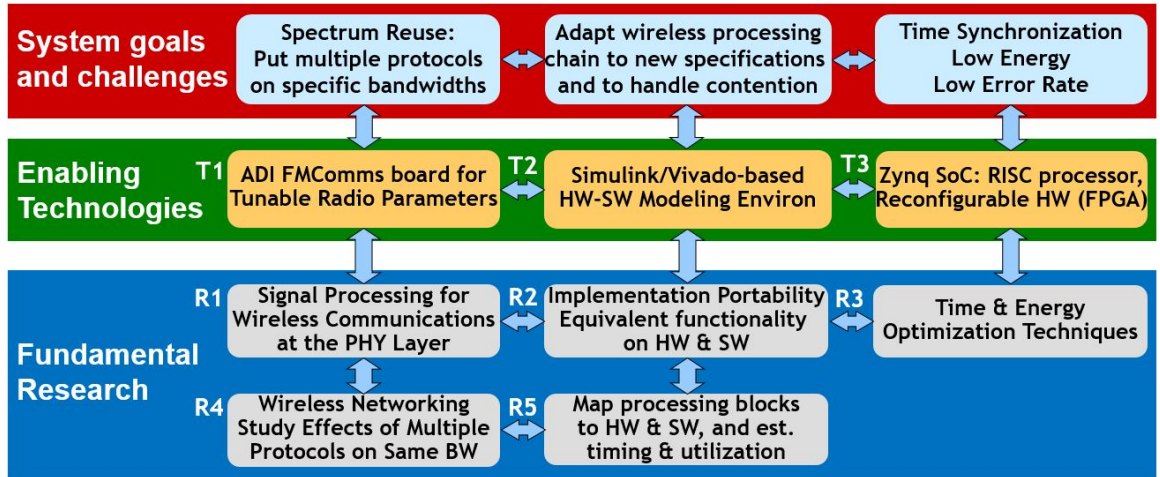 System goals
and challenges
Spectrum Reuse:
Put multiple protocols
on specific bandwidths
Adapt wireless processing
chain to new specifications
and to handle contention
Time Synchronization
Low Energy
Low Error Rate
Enabling
Technologies
T1
ADI FMComms board for
Tunable Radio Parameters
T2
Simulink/Vivado-based
HW-SW Modeling Environ
T3
Zynq SoC: RISC processor,
Reconfigurable HW (FPGA)
Fundamental
Research
R1
Signal Processing for
Wireless Communications
at the PHY Layer
R2
Implementation Portability
Equivalent functionality
on HW & SW
R3
Time & Energy
Optimization Techniques
R4
Wireless Networking
Study Effects of Multiple
Protocols on Same BW
R5
Map processing blocks
to HW & SW, and est.
timing & utilization